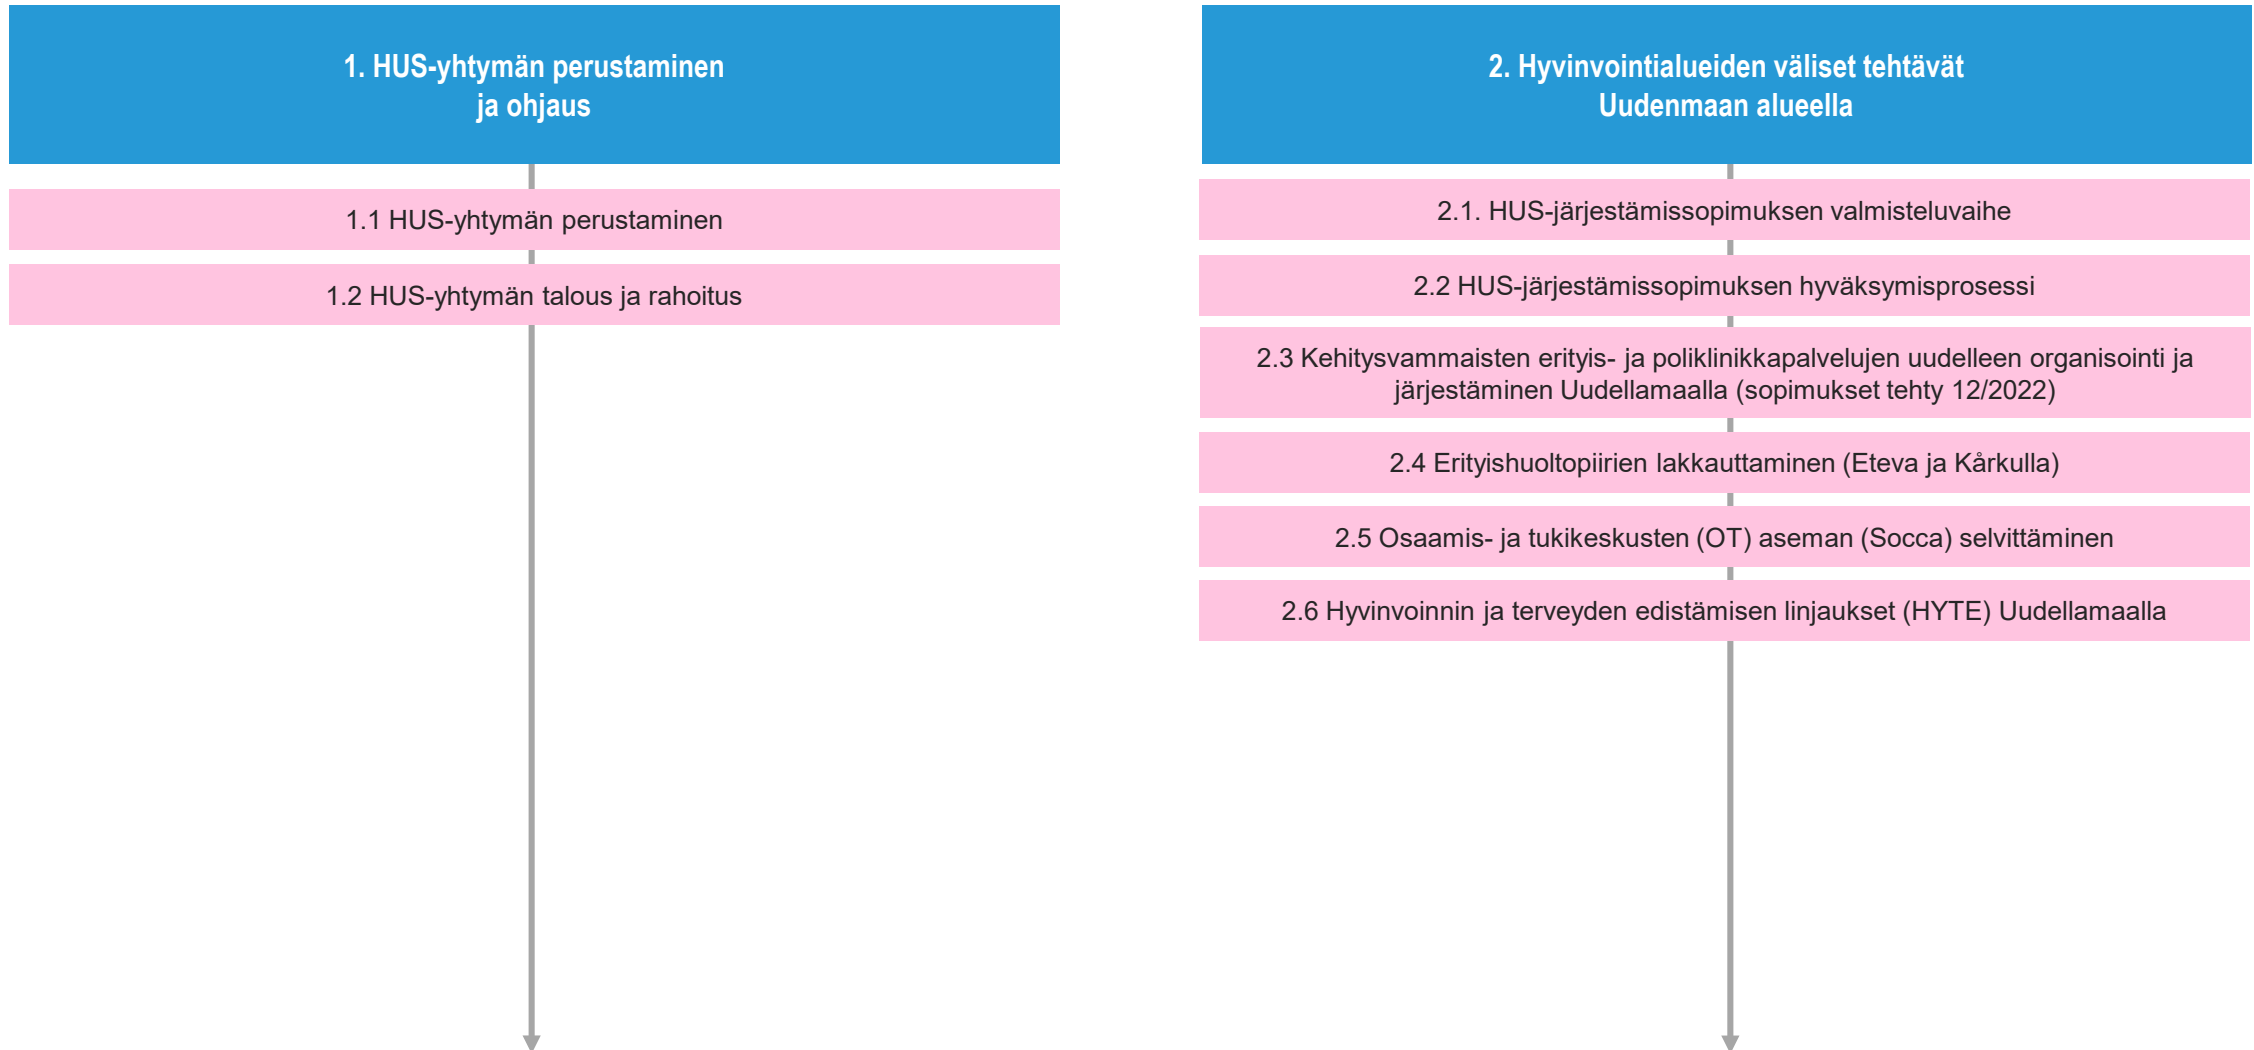 1. HUS-yhtymän perustaminen
ja ohjaus
1.1 HUS-yhtymän perustaminen
1.2 HUS-yhtymän talous ja rahoitus
2. Hyvinvointialueiden väliset tehtävät
Uudenmaan alueella
2.1. HUS-järjestämissopimuksen valmisteluvaihe
2.2 HUS-järjestämissopimuksen hyväksymisprosessi
2.3 Kehitysvammaisten erityis- ja poliklinikkapalvelujen uudelleen organisointi ja
järjestäminen Uudellamaalla (sopimukset tehty 12/2022)
2.4 Erityishuoltopiirien lakkauttaminen (Eteva ja Kårkulla)
2.5 Osaamis- ja tukikeskusten (OT) aseman (Socca) selvittäminen
2.6 Hyvinvoinnin ja terveyden edistämisen linjaukset (HYTE) Uudellamaalla